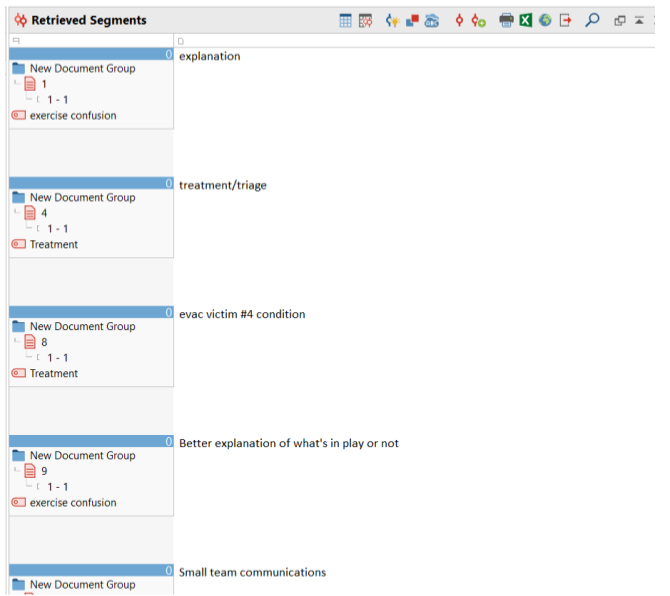 Retrieved Segments
0 explanation
New Document Group
1
1 - 1
exercise confusion
0 treatment/triage
New Document Group
4
1 - 1
Treatment
0 evac victim #4 condition
New Document Group
8
1 - 1
Treatment
0 Better explanation of what's in play or not
New Document Group
9
1 - 1
exercise confusion
0 Small team communications
New Document Group